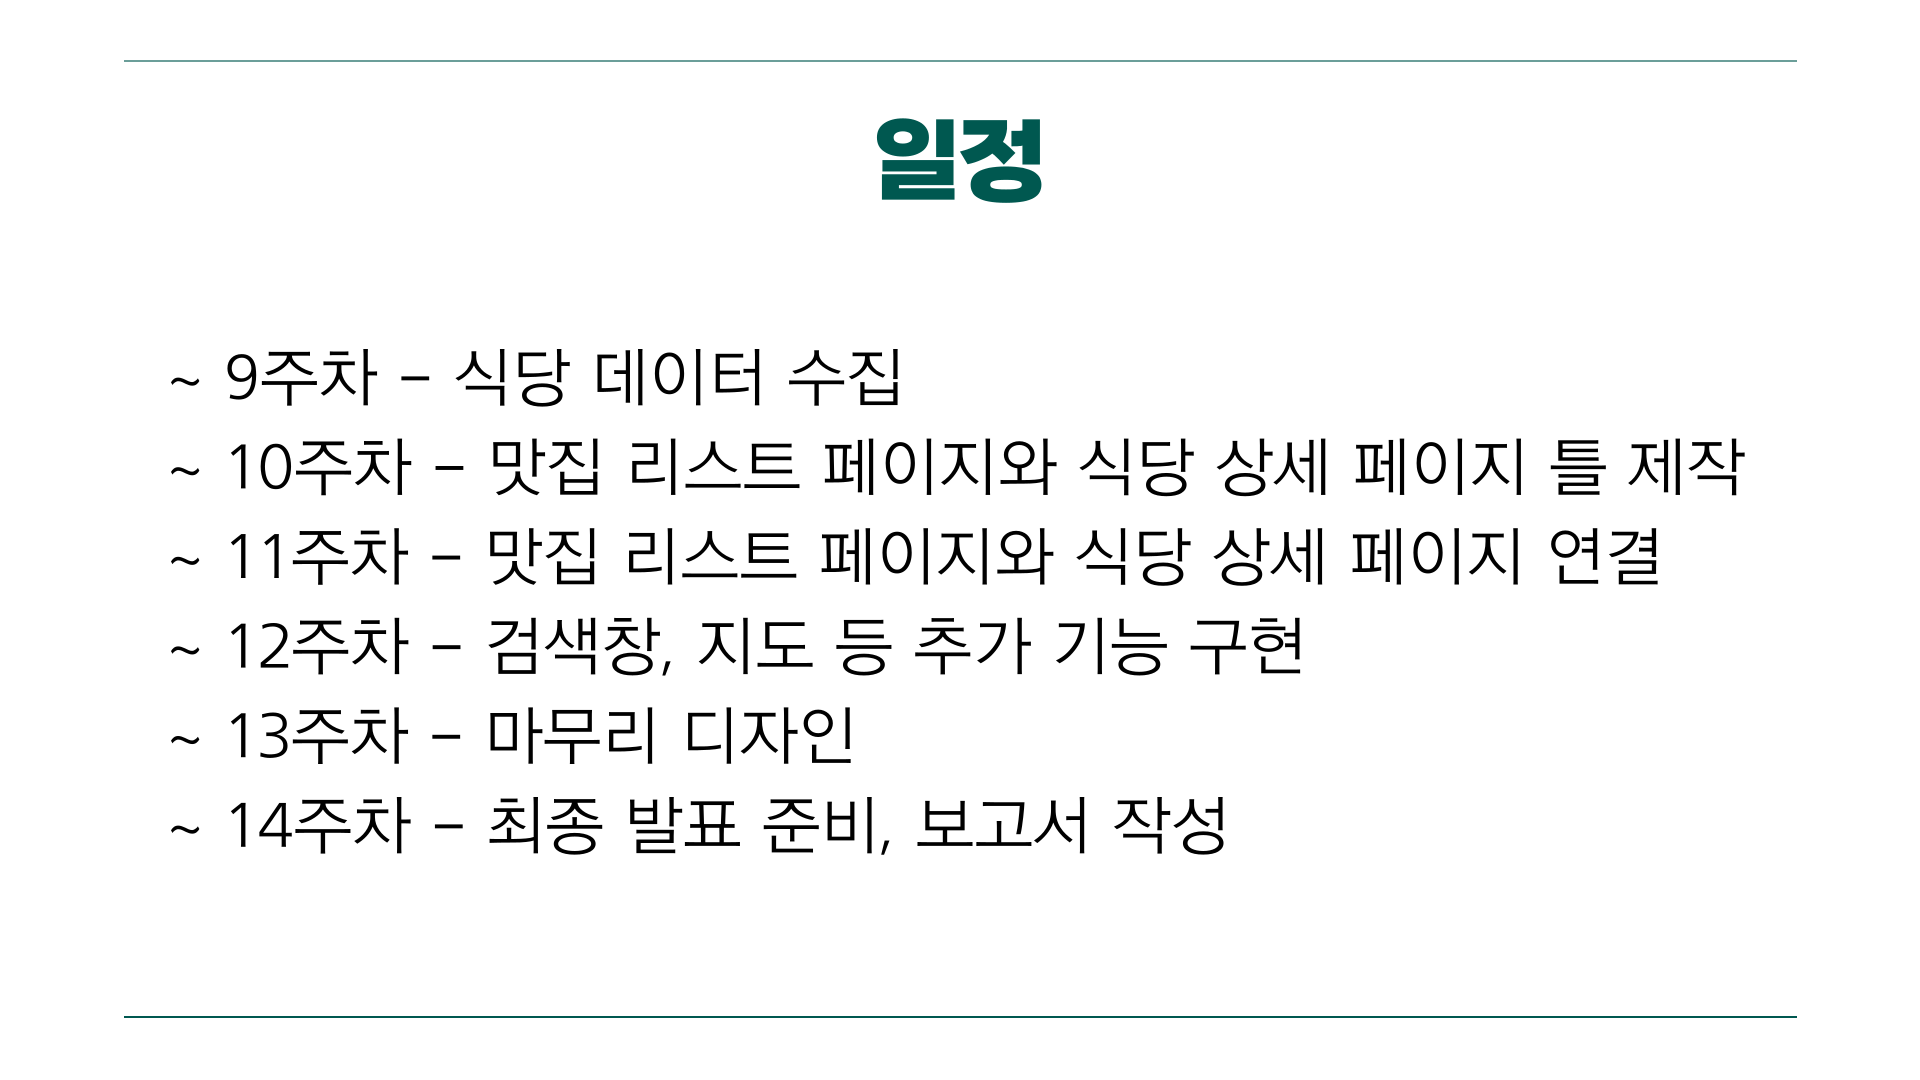 일정
~ 9주차 - 식당 데이터 수집
~ 10주차 - 맛집 리스트 페이지와 식당 상세 페이지 틀 제작
~ 11주차 - 맛집 리스트 페이지와 식당 상세 페이지 연결
~ 12주차 - 검색창, 지도 등 추가 기능 구현
~ 13주차 - 마무리 디자인
~ 14주차 - 최종 발표 준비, 보고서 작성